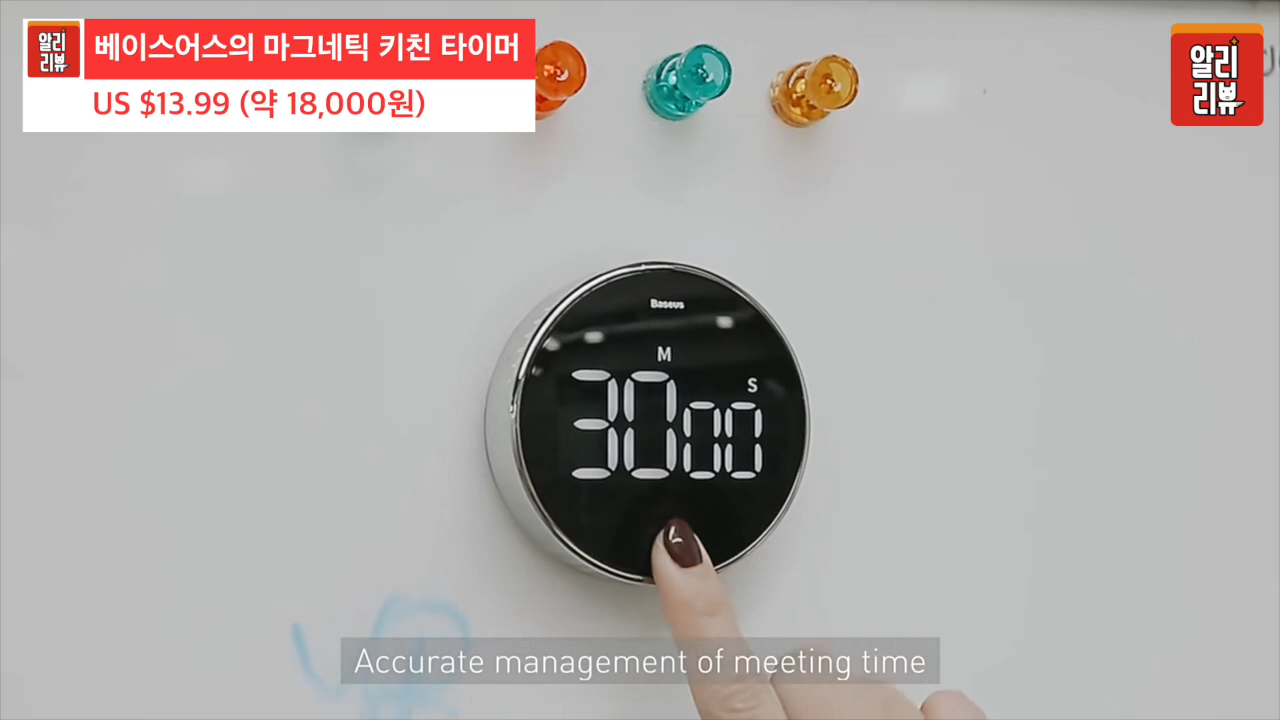 알리
리뷰
베이스어스의 마그네틱 키친 타이머
US $13.99 (약 18,000원)
알리
리뷰
Baseus
M
S
30 00
Accurate management of meeting time